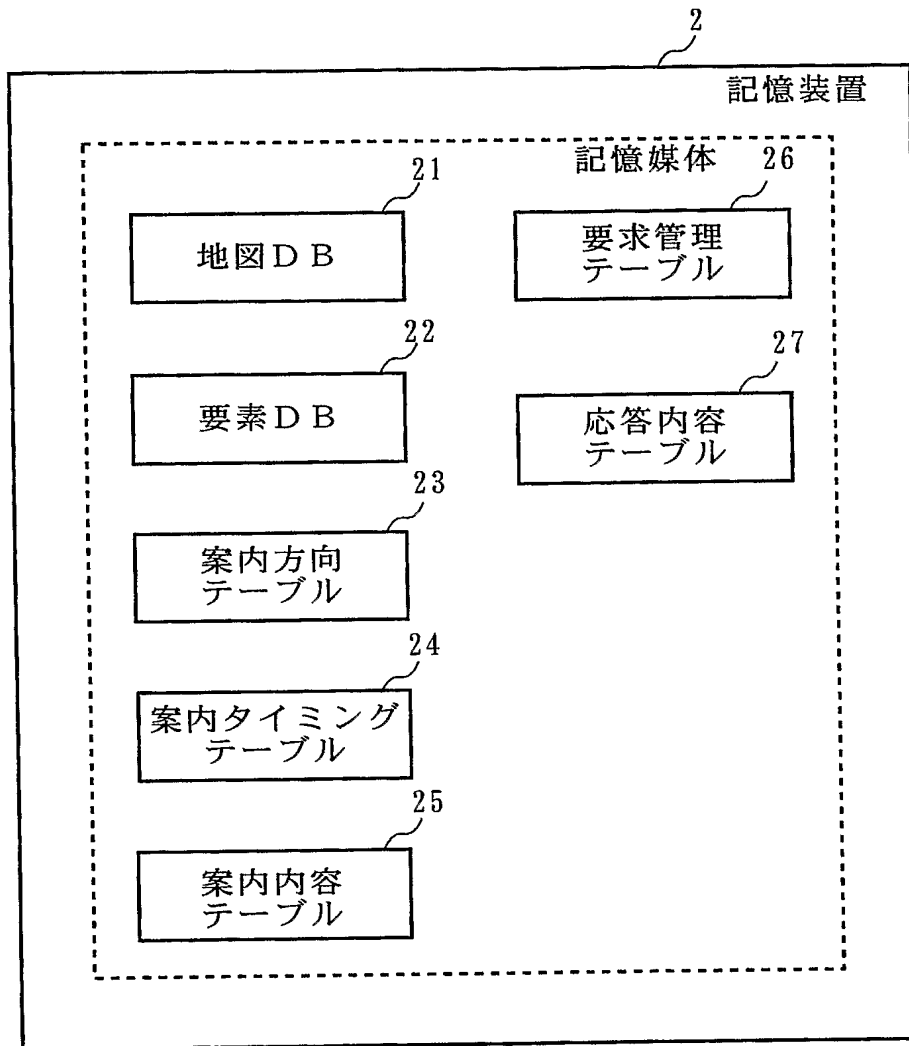 2
記憶装置
記憶媒体
21
地図DB
22
要素DB
23
案内方向
テーブル
24
案内タイミング
テーブル
25
案内内容
テーブル
26
要求管理
テーブル
27
応答内容
テーブル